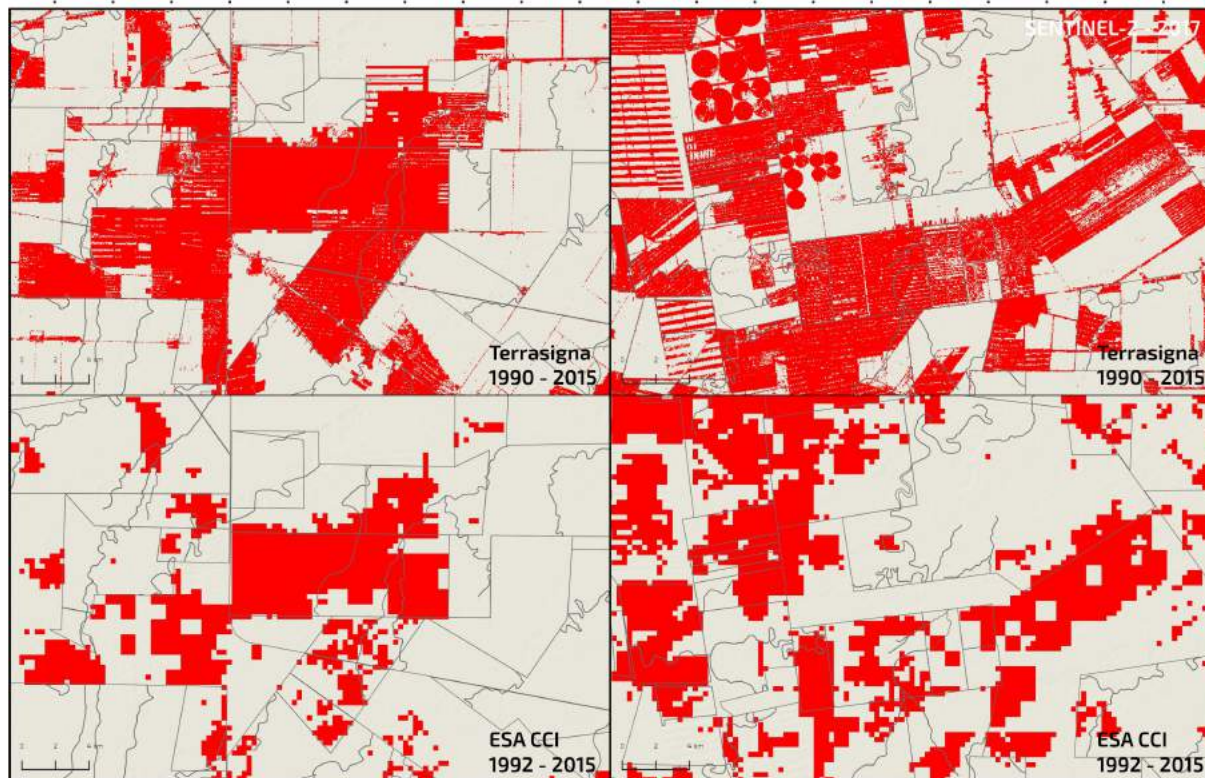 SENTINEL-2 - 2017
Terrasigna
1990 - 2015
Terrasigna
1990 - 2015
ESA CCI
1992 - 2015
ESA CCI
1992 - 2015